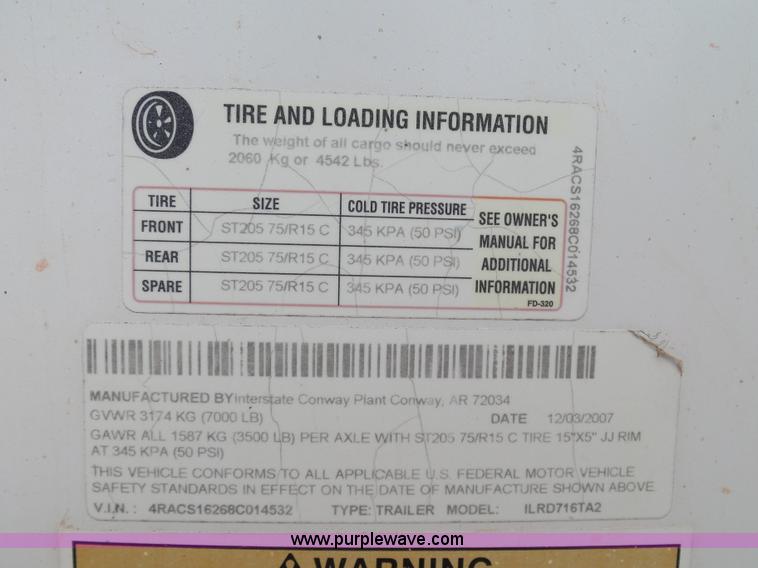 TIRE AND LOADING INFORMATION
The weight of all cargo should never exceed
2060 Kg or 4542 Lbs.
TIRE SIZE COLD TIRE PRESSURE SEE OWNER'S
FRONT ST205 75/R15 C 345 KPA (50 PSI) MANUAL FOR
REAR ST205 75/R15 C 345 KPA (50 PSI) ADDITIONAL
SPARE ST205 75/R15 C 345 KPA (50 PSI) INFORMATION
FD-320
4RACS16268C014532
MANUFACTURED BY Interstate Conway Plant Conway, AR 72034
GVWR 3174 KG (7000 LB) DATE 12/03/2007
GAWR ALL 1587 KG (3500 LB) PER AXLE WITH ST205 75/R15 C TIRE 15"X5" JJ RIM
AT 345 KPA (50 PSI)
THIS VEHICLE CONFORMS TO ALL APPLICABLE U.S. FEDERAL MOTOR VEHICLE
SAFETY STANDARDS IN EFFECT ON THE DATE OF MANUFACTURE SHOWN ABOVE
V.I.N. : 4RACS16268C014532 TYPE: TRAILER MODEL: ILRD716TA2
www.purplewave.com
WARNING